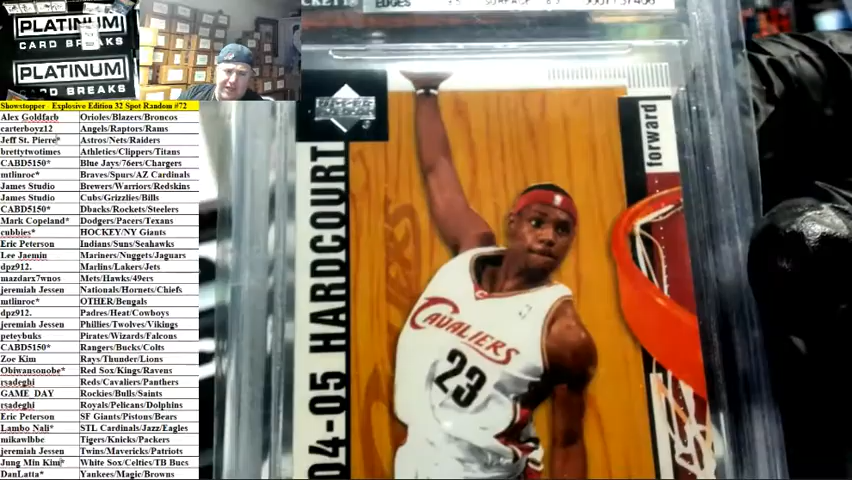 PLATINUM
CARD BREAKS
PLATINUM
CARD BREAKS
Showstopper - Explosive Edition 32 Spot Random #72
Alex Goldfarb Orioles/Blazers/Broncos
carterboyz12 Angels/Raptors/Rams
Jeff St. Pierre* Astros/Nets/Raiders
brettytwotimes Athletics/Clippers/Titans
CABD5150* Blue Jays/76ers/Chargers
mtlinroc* Braves/Spurs/AZ Cardinals
James Studio Brewers/Warriors/Redskins
James Studio Cubs/Grizzlies/Bills
CABD5150* Dbacks/Rockets/Steelers
Mark Copeland* Dodgers/Pacers/Texans
cubbies* HOCKEY/NY Giants
Eric Peterson Indians/Suns/Seahawks
Lee Jaemin Mariners/Nuggets/Jaguars
dpz912. Marlins/Lakers/Jets
mazdarx7wnos Mets/Hawks/49ers
jeremiah Jessen Nationals/Hornets/Chiefs
mtlinroc* OTHER/Bengals
dpz912. Padres/Heat/Cowboys
jeremiah Jessen Phillies/Twolves/Vikings
peteybuks Pirates/Wizards/Falcons
CABD5150* Rangers/Bucks/Colts
Zoe Kim Rays/Thunder/Lions
Obiwansonobe* Red Sox/Kings/Ravens
rsadeghi Reds/Cavaliers/Panthers
GAME_DAY Rockies/Bulls/Saints
rsadeghi Royals/Pelicans/Dolphins
Eric Peterson SF Giants/Pistons/Bears
Lambo Nali* STL Cardinals/Jazz/Eagles
mikawlbbe Tigers/Knicks/Packers
jeremiah Jessen Twins/Mavericks/Patriots
Jung Min Kim* White Sox/Celtics/TB Bucs
DanLatta* Yankees/Magic/Browns
EDGES
UPPER DECK
04-05 HARDCOURT
forward
CAVALIERS
23